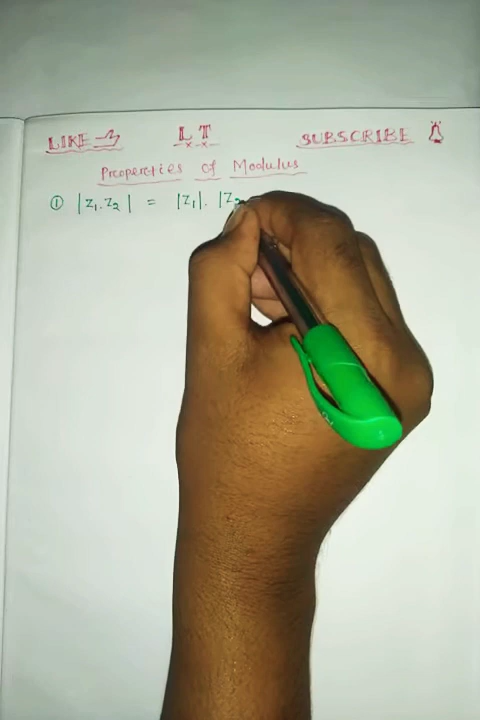 LIKE LT SUBSCRIBE
Properties of Modulus
① |z₁.z₂| = |z₁|. |z₂